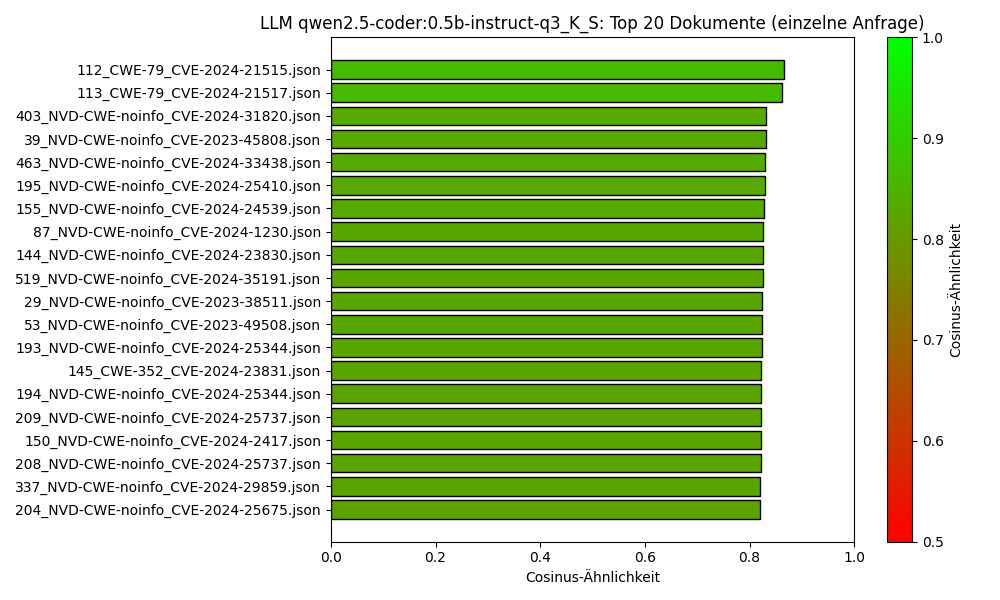 LLM qwen2.5-coder:0.5b-instruct-q3_K_S: Top 20 Dokumente (einzelne Anfrage)
112_CWE-79_CVE-2024-21515.json
113_CWE-79_CVE-2024-21517.json
403_NVD-CWE-noinfo_CVE-2024-31820.json
39_NVD-CWE-noinfo_CVE-2023-45808.json
463_NVD-CWE-noinfo_CVE-2024-33438.json
195_NVD-CWE-noinfo_CVE-2024-25410.json
155_NVD-CWE-noinfo_CVE-2024-24539.json
87_NVD-CWE-noinfo_CVE-2024-1230.json
144_NVD-CWE-noinfo_CVE-2024-23830.json
519_NVD-CWE-noinfo_CVE-2024-35191.json
29_NVD-CWE-noinfo_CVE-2023-38511.json
53_NVD-CWE-noinfo_CVE-2023-49508.json
193_NVD-CWE-noinfo_CVE-2024-25344.json
145_CWE-352_CVE-2024-23831.json
194_NVD-CWE-noinfo_CVE-2024-25344.json
209_NVD-CWE-noinfo_CVE-2024-25737.json
150_NVD-CWE-noinfo_CVE-2024-2417.json
208_NVD-CWE-noinfo_CVE-2024-25737.json
337_NVD-CWE-noinfo_CVE-2024-29859.json
204_NVD-CWE-noinfo_CVE-2024-25675.json
0.0 0.2 0.4 0.6 0.8 1.0
Cosinus-Ähnlichkeit
1.0
0.9
0.8
0.7
0.6
0.5
Cosinus-Ähnlichkeit